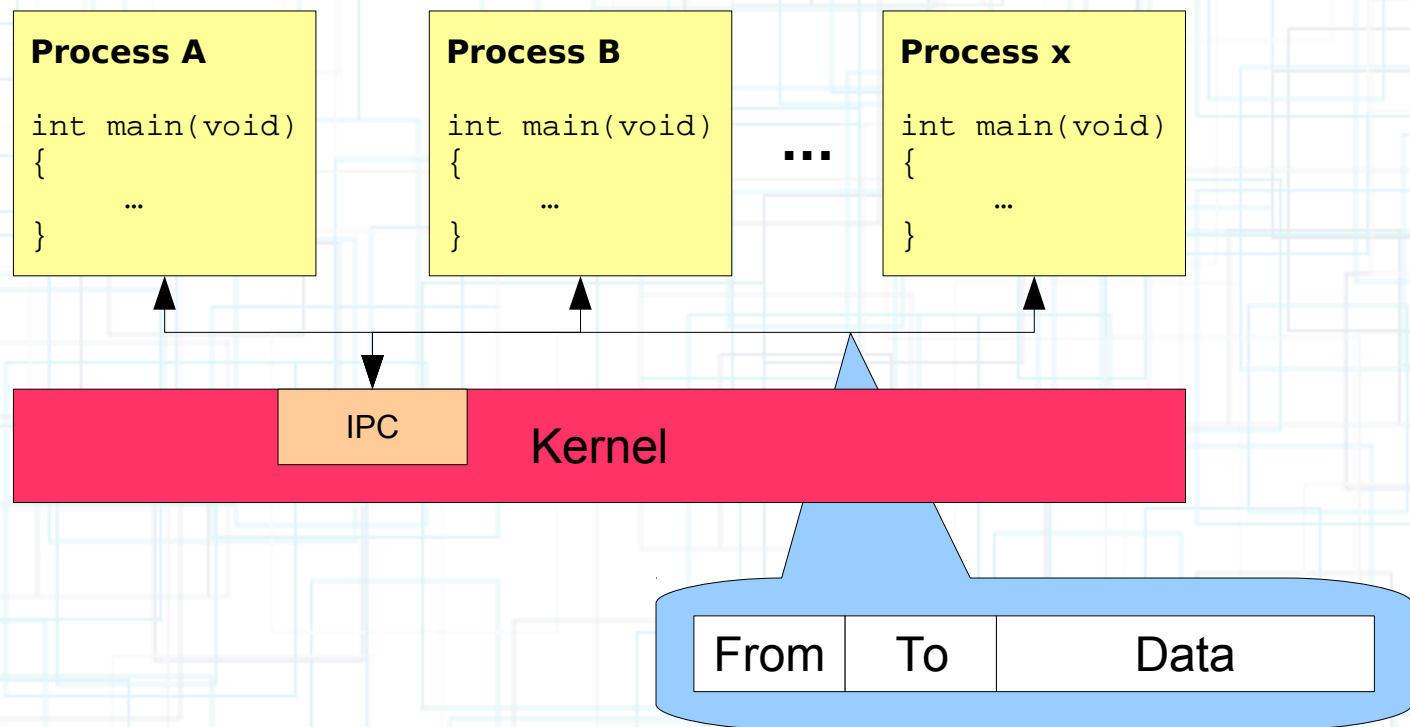 Process A
int main(void)
{
…
}
Process B
int main(void)
{
…
}
…
Process x
int main(void)
{
…
}
IPC
Kernel
From
To
Data